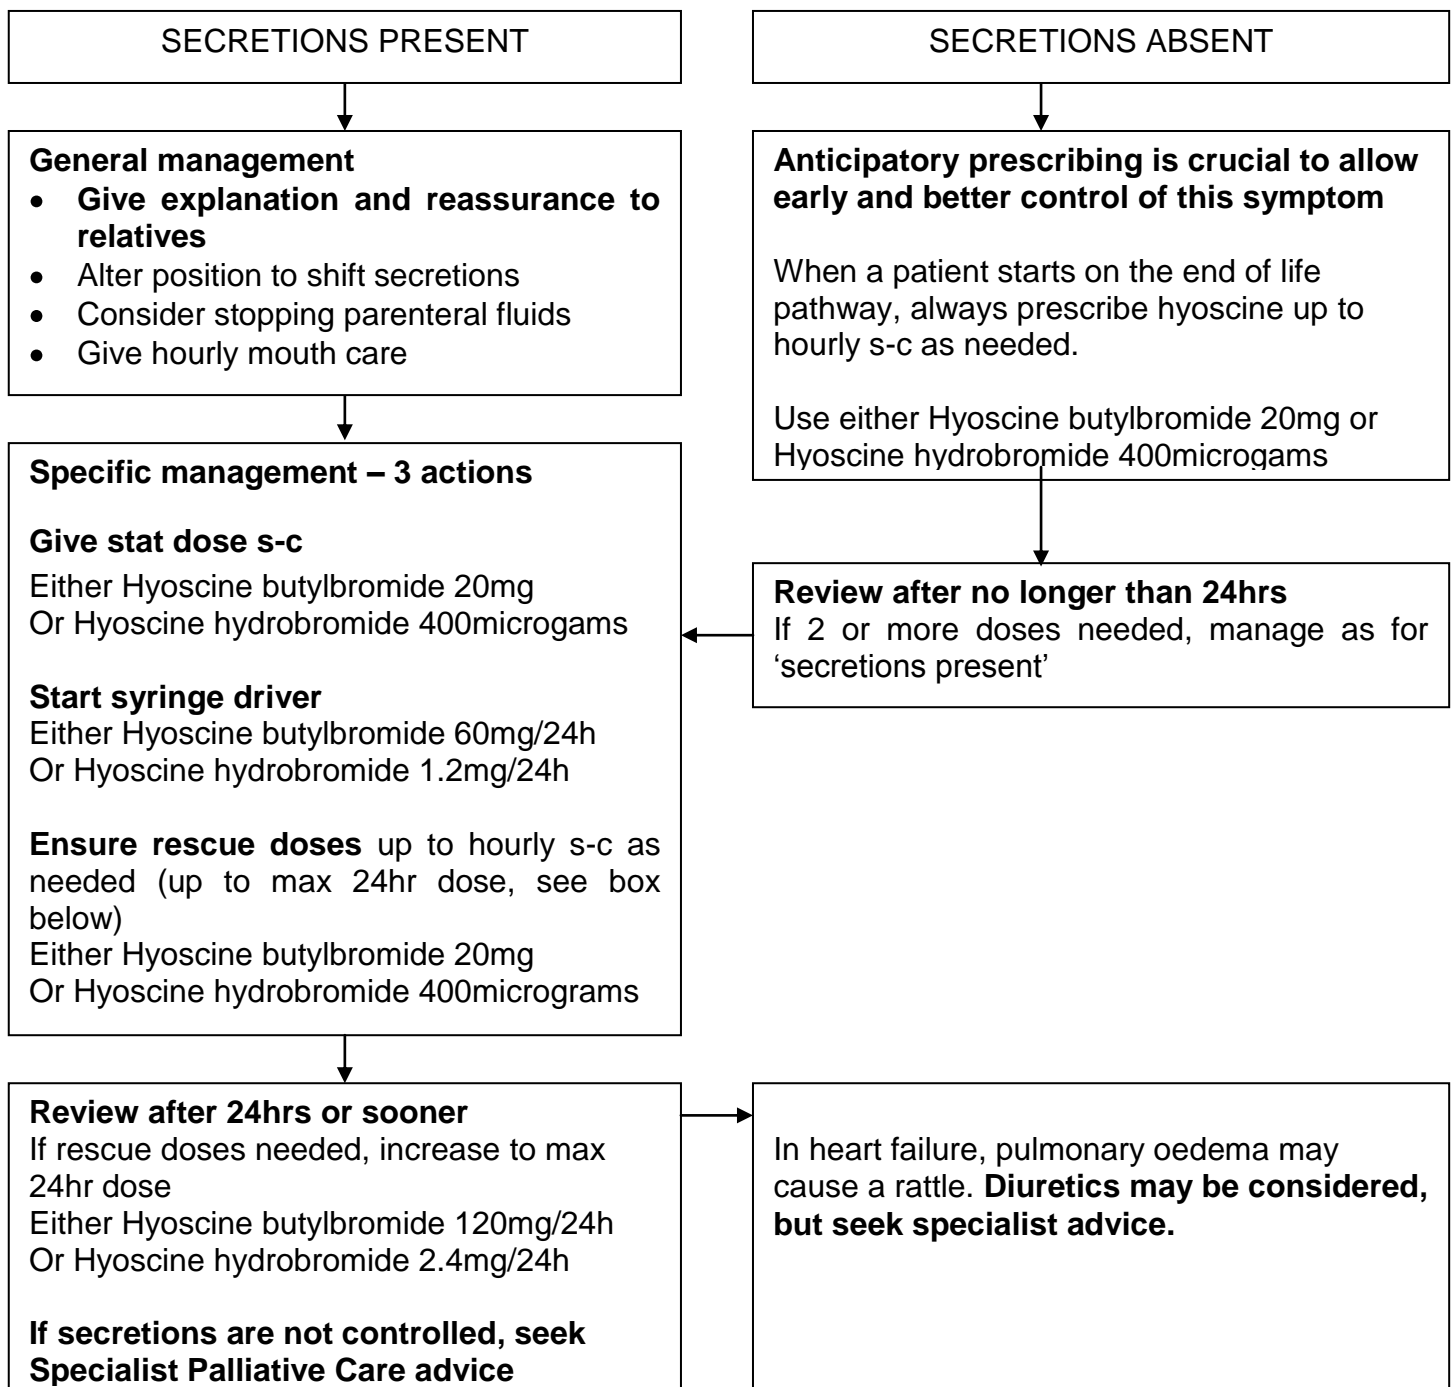 SECRETIONS PRESENT
General management
• Give explanation and reassurance to
relatives
• Alter position to shift secretions
• Consider stopping parenteral fluids
• Give hourly mouth care
Specific management – 3 actions
Give stat dose s-c
Either Hyoscine butylbromide 20mg
Or Hyoscine hydrobromide 400microgams
Start syringe driver
Either Hyoscine butylbromide 60mg/24h
Or Hyoscine hydrobromide 1.2mg/24h
Ensure rescue doses up to hourly s-c as
needed (up to max 24hr dose, see box
below)
Either Hyoscine butylbromide 20mg
Or Hyoscine hydrobromide 400micrograms
Review after 24hrs or sooner
If rescue doses needed, increase to max
24hr dose
Either Hyoscine butylbromide 120mg/24h
Or Hyoscine hydrobromide 2.4mg/24h
If secretions are not controlled, seek
Specialist Palliative Care advice
SECRETIONS ABSENT
Anticipatory prescribing is crucial to allow
early and better control of this symptom
When a patient starts on the end of life
pathway, always prescribe hyoscine up to
hourly s-c as needed.
Use either Hyoscine butylbromide 20mg or
Hyoscine hydrobromide 400microgams
Review after no longer than 24hrs
If 2 or more doses needed, manage as for
‘secretions present’
In heart failure, pulmonary oedema may
cause a rattle. Diuretics may be considered,
but seek specialist advice.